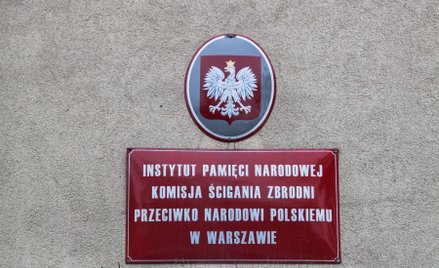 INSTYTUT PAMIĘCI NARODOWEJ
KOMISJA ŚCIGANIA ZBRODNI
PRZECIWKO NARODOWI POLSKIEMU
W WARSZAWIE